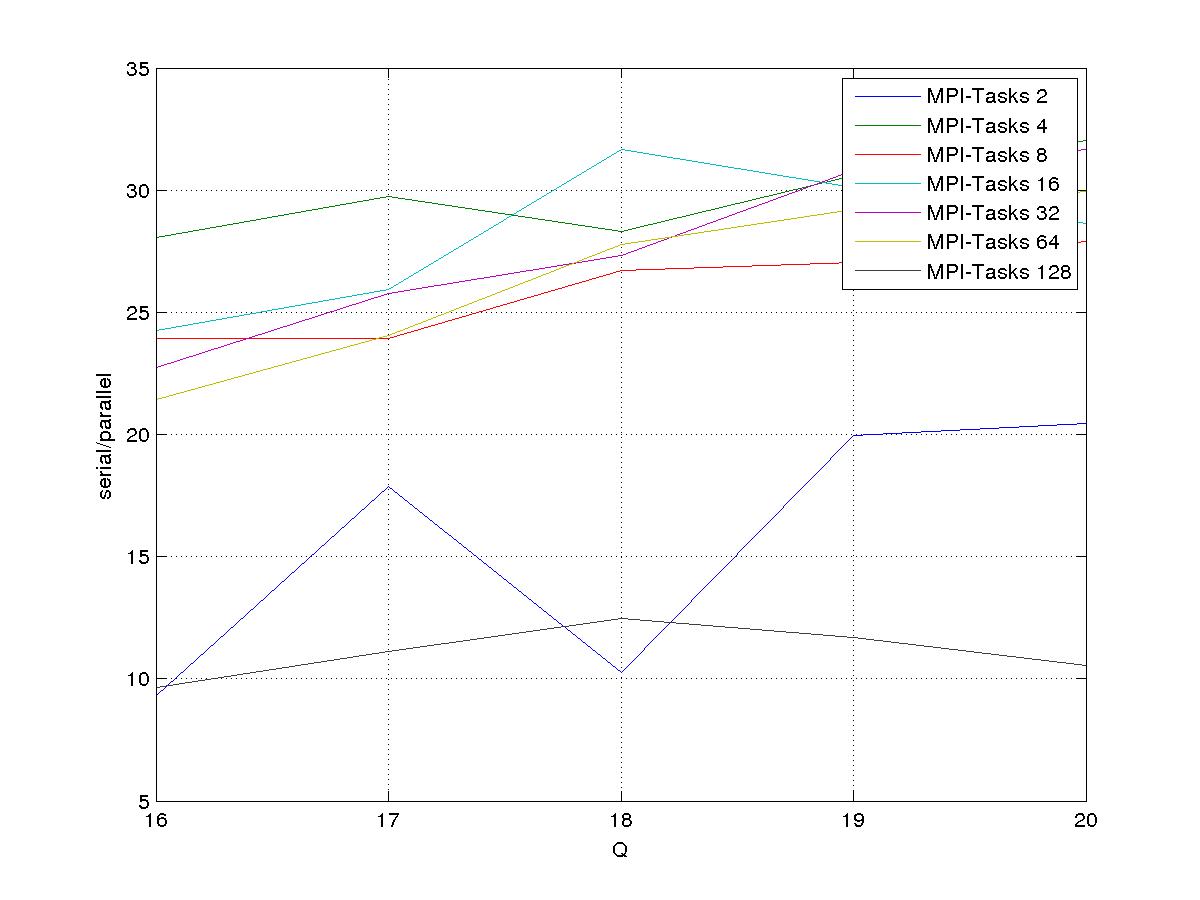 35
30
25
20
15
10
5
serial/parallel
MPI-Tasks 2
MPI-Tasks 4
MPI-Tasks 8
MPI-Tasks 16
MPI-Tasks 32
MPI-Tasks 64
MPI-Tasks 128
16 17 18 19 20
Q